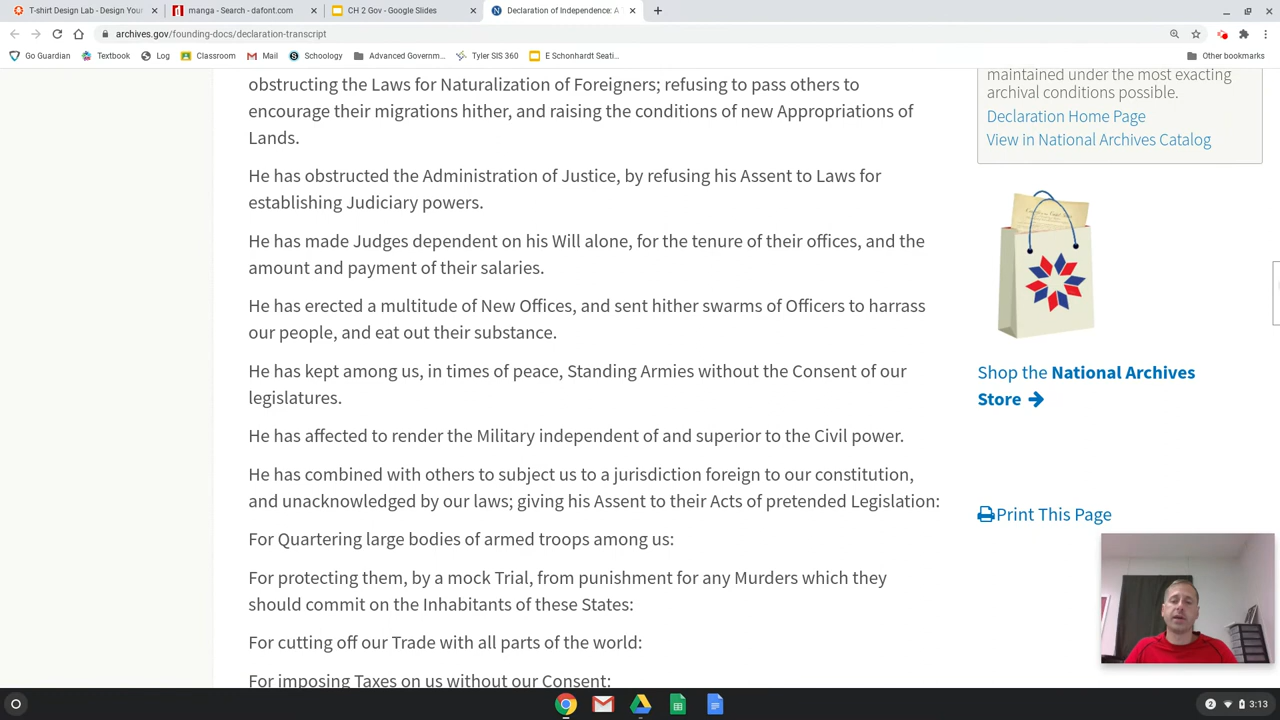 T-shirt Design Lab - Design Your
manga - Search - dafont.com
CH 2 Gov - Google Slides
Declaration of Independence: A
archives.gov/founding-docs/declaration-transcript
Go Guardian
Textbook
Log
Classroom
Mail
Schoology
Advanced Governm...
Tyler SIS 360
E Schonhardt Seati...
Other bookmarks
obstructing the Laws for Naturalization of Foreigners; refusing to pass others to
encourage their migrations hither, and raising the conditions of new Appropriations of
Lands.
He has obstructed the Administration of Justice, by refusing his Assent to Laws for
establishing Judiciary powers.
He has made Judges dependent on his Will alone, for the tenure of their offices, and the
amount and payment of their salaries.
He has erected a multitude of New Offices, and sent hither swarms of Officers to harrass
our people, and eat out their substance.
He has kept among us, in times of peace, Standing Armies without the Consent of our
legislatures.
He has affected to render the Military independent of and superior to the Civil power.
He has combined with others to subject us to a jurisdiction foreign to our constitution,
and unacknowledged by our laws; giving his Assent to their Acts of pretended Legislation:
For Quartering large bodies of armed troops among us:
For protecting them, by a mock Trial, from punishment for any Murders which they
should commit on the Inhabitants of these States:
For cutting off our Trade with all parts of the world:
For imposing Taxes on us without our Consent:
maintained under the most exacting
archival conditions possible.
Declaration Home Page
View in National Archives Catalog
Shop the National Archives
Store
Print This Page
2
3:13